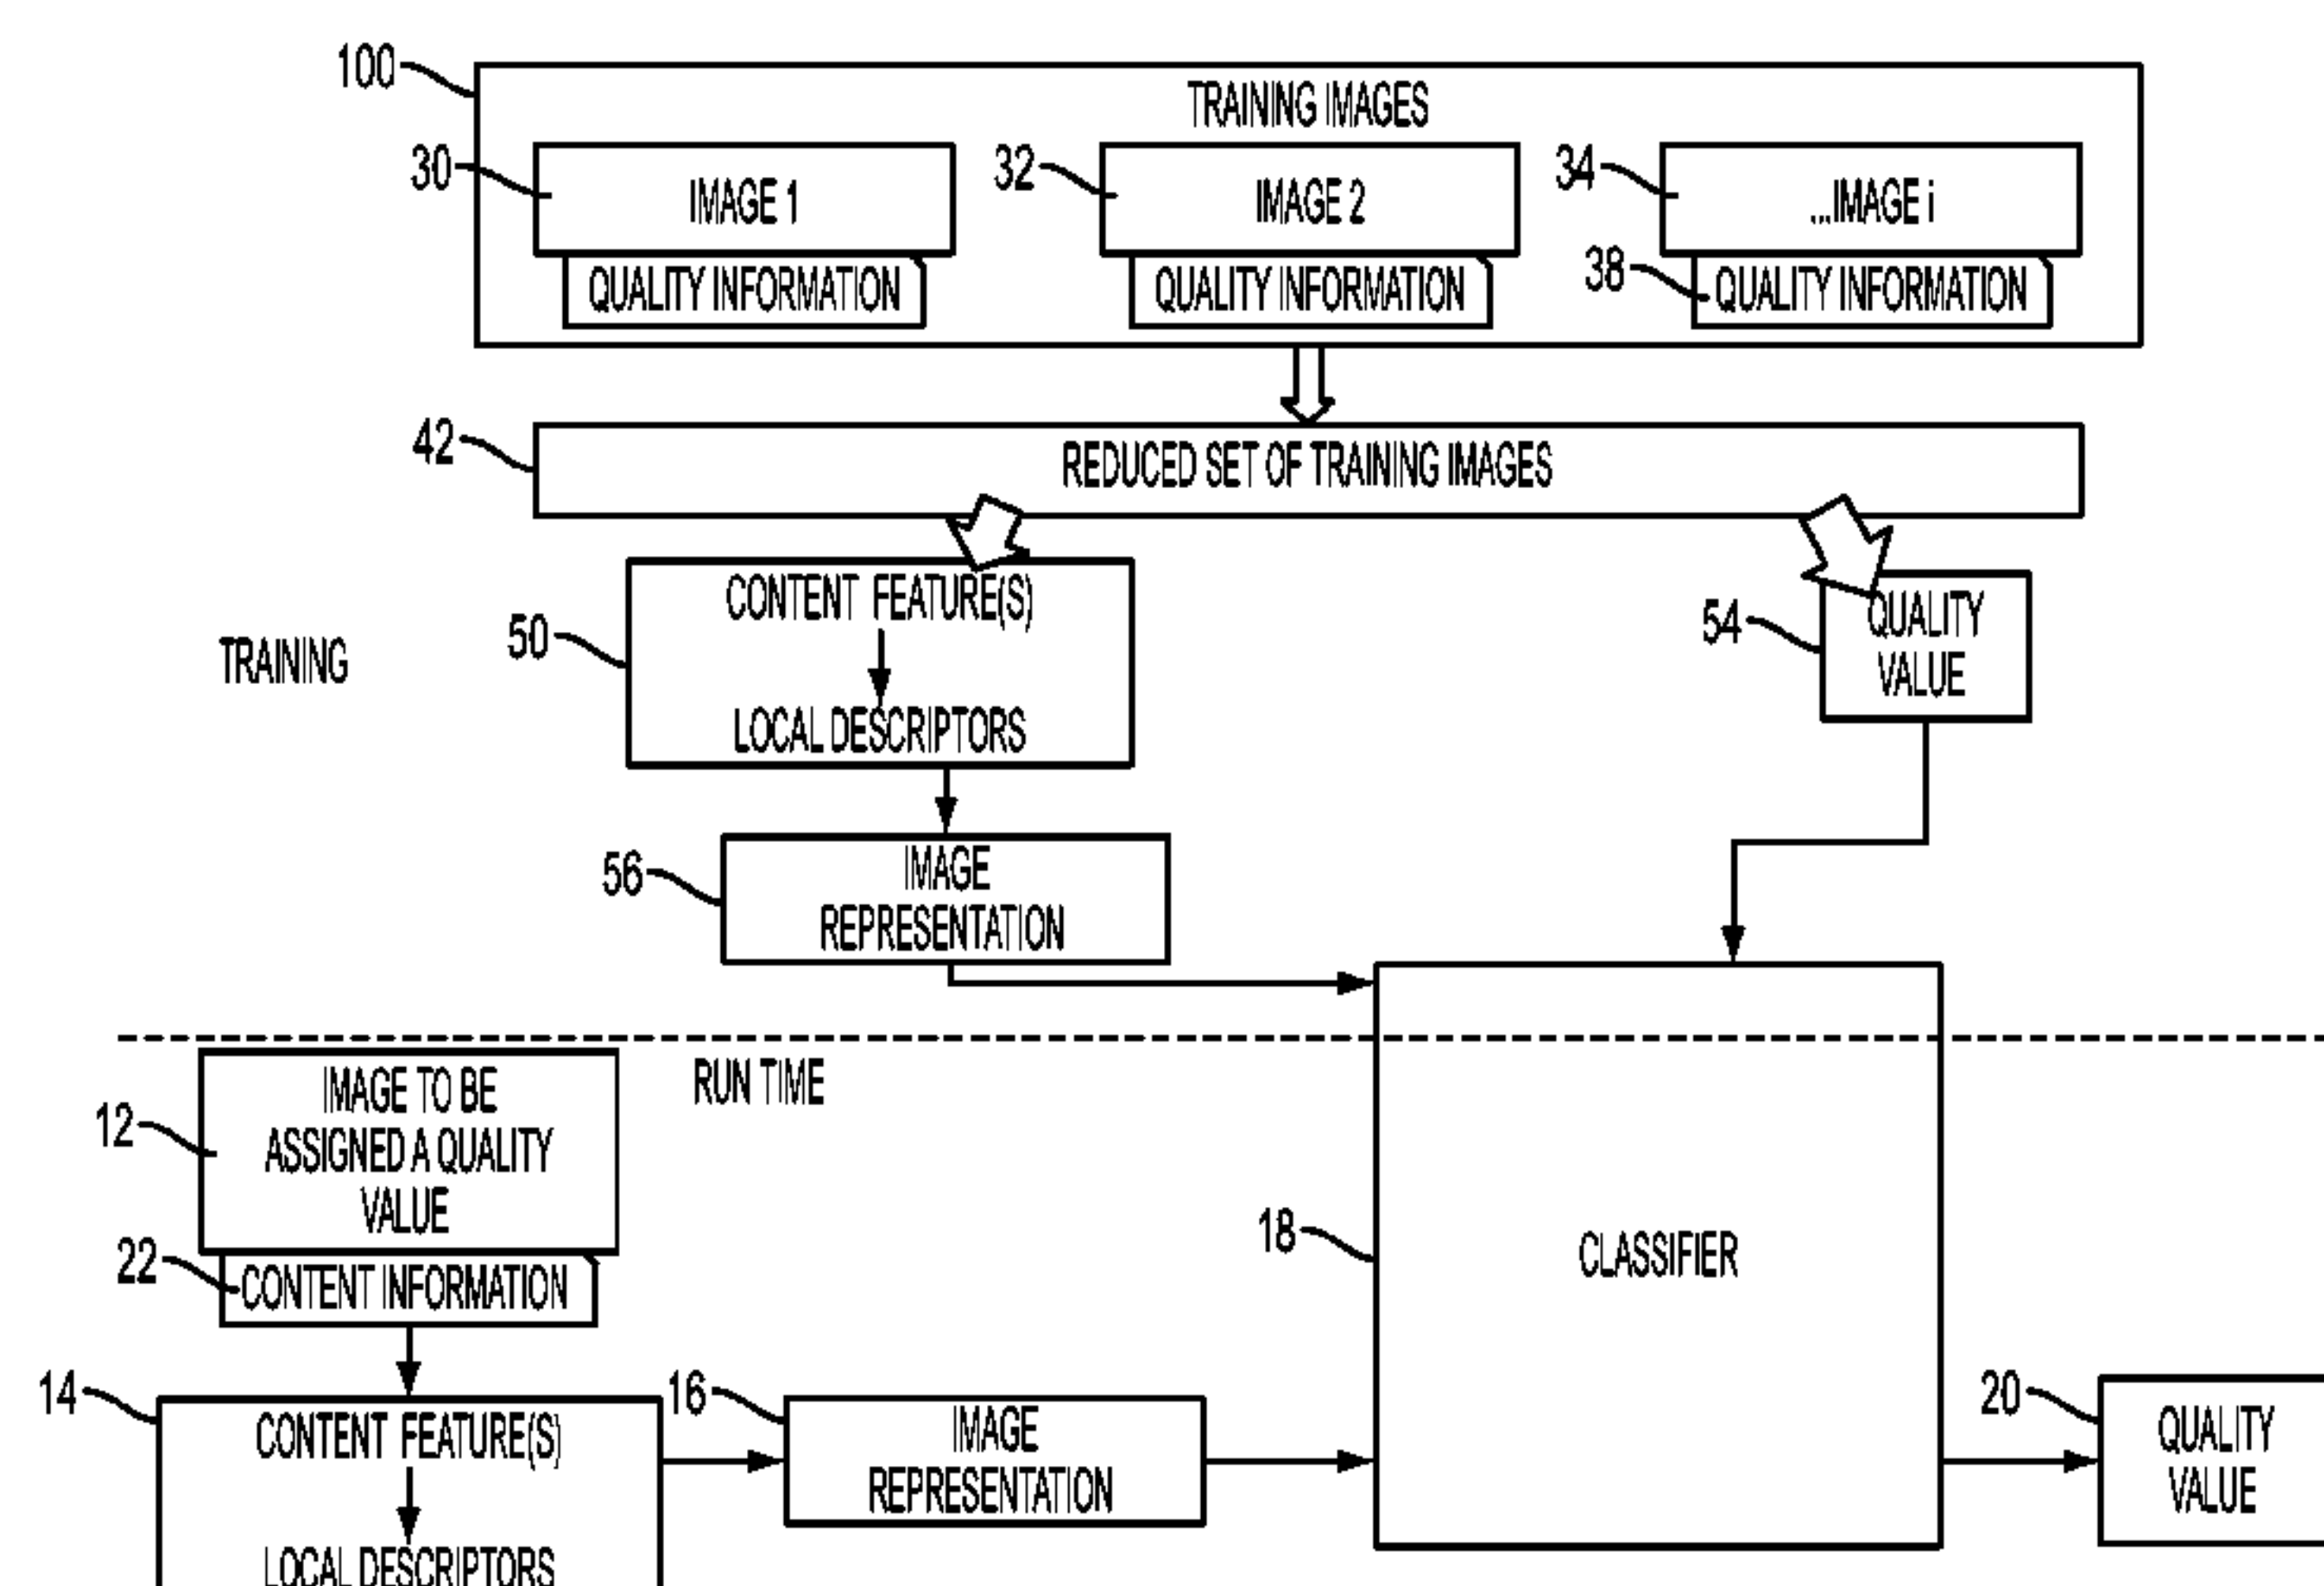 100
TRAINING IMAGES
30
IMAGE 1
32
IMAGE 2
34
...IMAGE i
QUALITY INFORMATION
QUALITY INFORMATION
38
QUALITY INFORMATION
42
REDUCED SET OF TRAINING IMAGES
TRAINING
50
CONTENT FEATURE(S)
LOCAL DESCRIPTORS
54
QUALITY
VALUE
56
IMAGE
REPRESENTATION
RUN TIME
12
IMAGE TO BE
ASSIGNED A QUALITY
VALUE
22
CONTENT INFORMATION
18
CLASSIFIER
14
CONTENT FEATURE(S)
LOCAL DESCRIPTORS
16
IMAGE
REPRESENTATION
20
QUALITY
VALUE